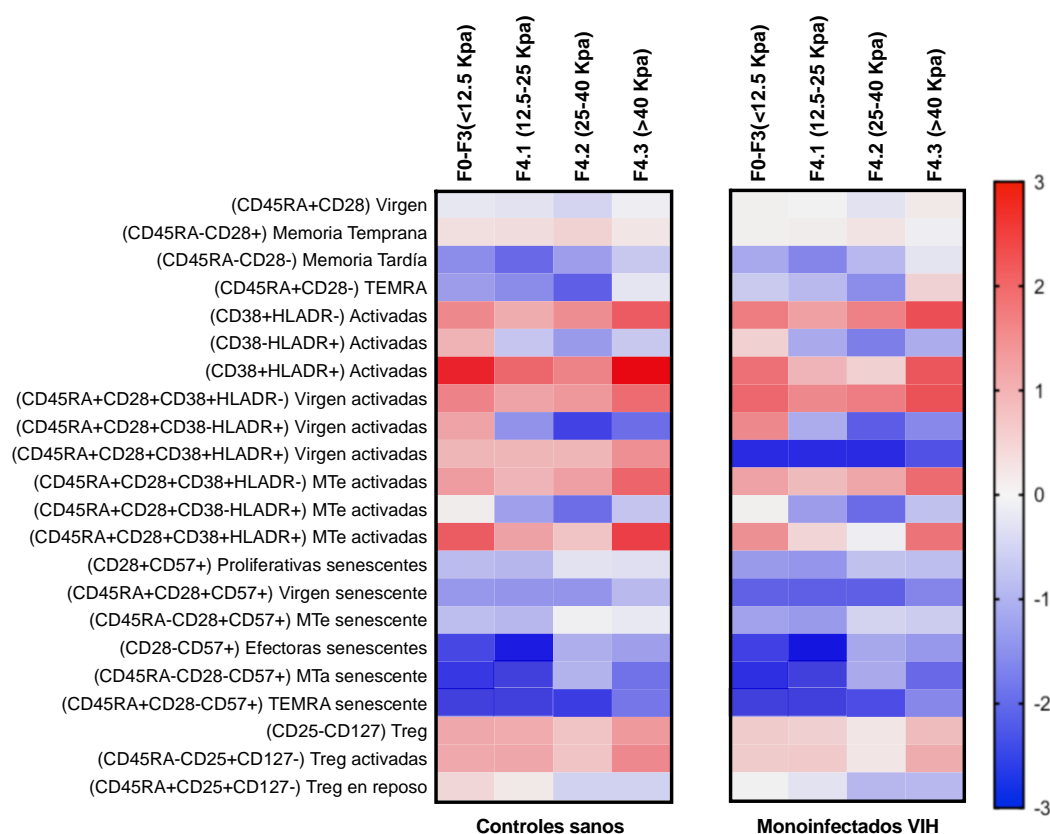 F0-F3(<12.5 Kpa)
F4.1 (12.5-25 Kpa)
F4.2 (25-40 Kpa)
F4.3 (>40 Kpa)
F0-F3(<12.5 Kpa)
F4.1 (12.5-25 Kpa)
F4.2 (25-40 Kpa)
F4.3 (>40 Kpa)
(CD45RA+CD28) Virgen
(CD45RA-CD28+) Memoria Temprana
(CD45RA-CD28-) Memoria Tardía
(CD45RA+CD28-) TEMRA
(CD38+HLADR-) Activadas
(CD38-HLADR+) Activadas
(CD38+HLADR+) Activadas
(CD45RA+CD28+CD38+HLADR-) Virgen activadas
(CD45RA+CD28+CD38-HLADR+) Virgen activadas
(CD45RA+CD28+CD38+HLADR+) Virgen activadas
(CD45RA+CD28+CD38+HLADR-) MTe activadas
(CD45RA+CD28+CD38-HLADR+) MTe activadas
(CD45RA+CD28+CD38+HLADR+) MTe activadas
(CD28+CD57+) Proliferativas senescentes
(CD45RA+CD28+CD57+) Virgen senescente
(CD45RA-CD28+CD57+) MTe senescente
(CD28-CD57+) Efectoras senescentes
(CD45RA-CD28-CD57+) MTa senescente
(CD45RA+CD28-CD57+) TEMRA senescente
(CD25-CD127) Treg
(CD45RA-CD25+CD127-) Treg activadas
(CD45RA+CD25+CD127-) Treg en reposo
Controles sanos
Monoinfectados VIH
3
2
1
0
-1
-2
-3